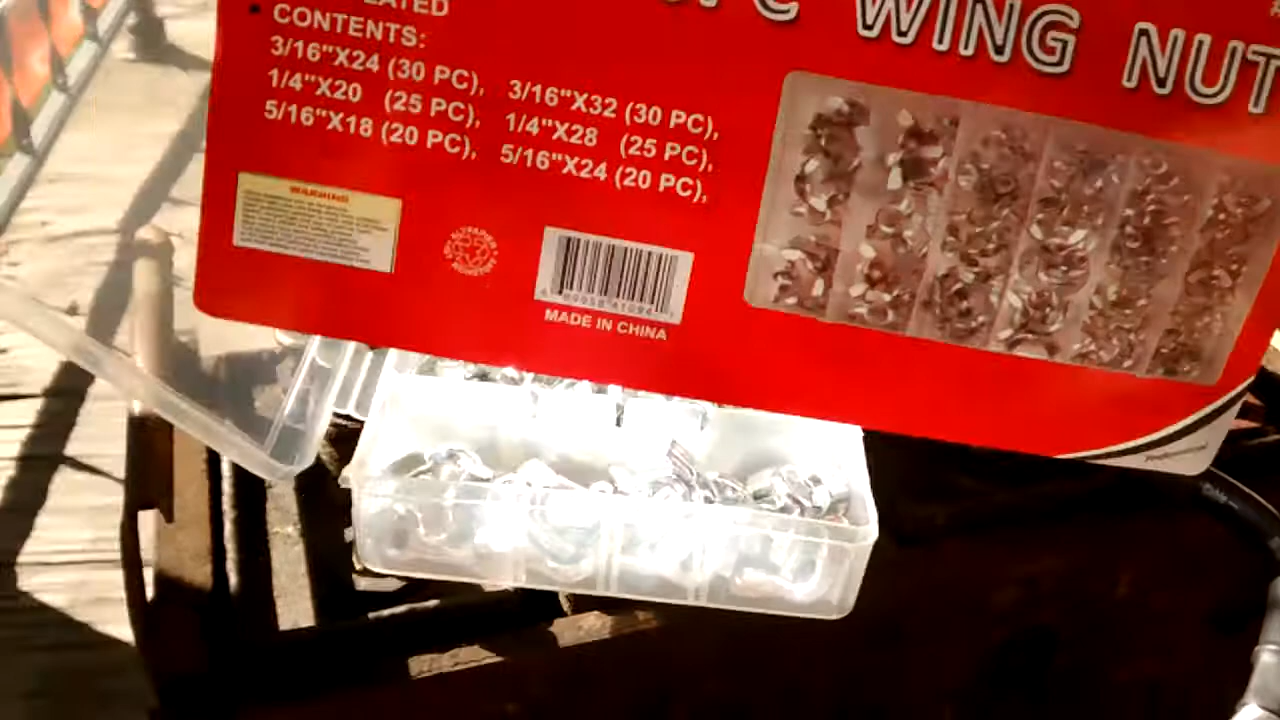 CONTENTS:
3/16"X24 (30 PC), 3/16"X32 (30 PC),
1/4"X20 (25 PC), 1/4"X28 (25 PC),
5/16"X18 (20 PC), 5/16"X24 (20 PC),
WING NUT
WARNING
MADE IN CHINA